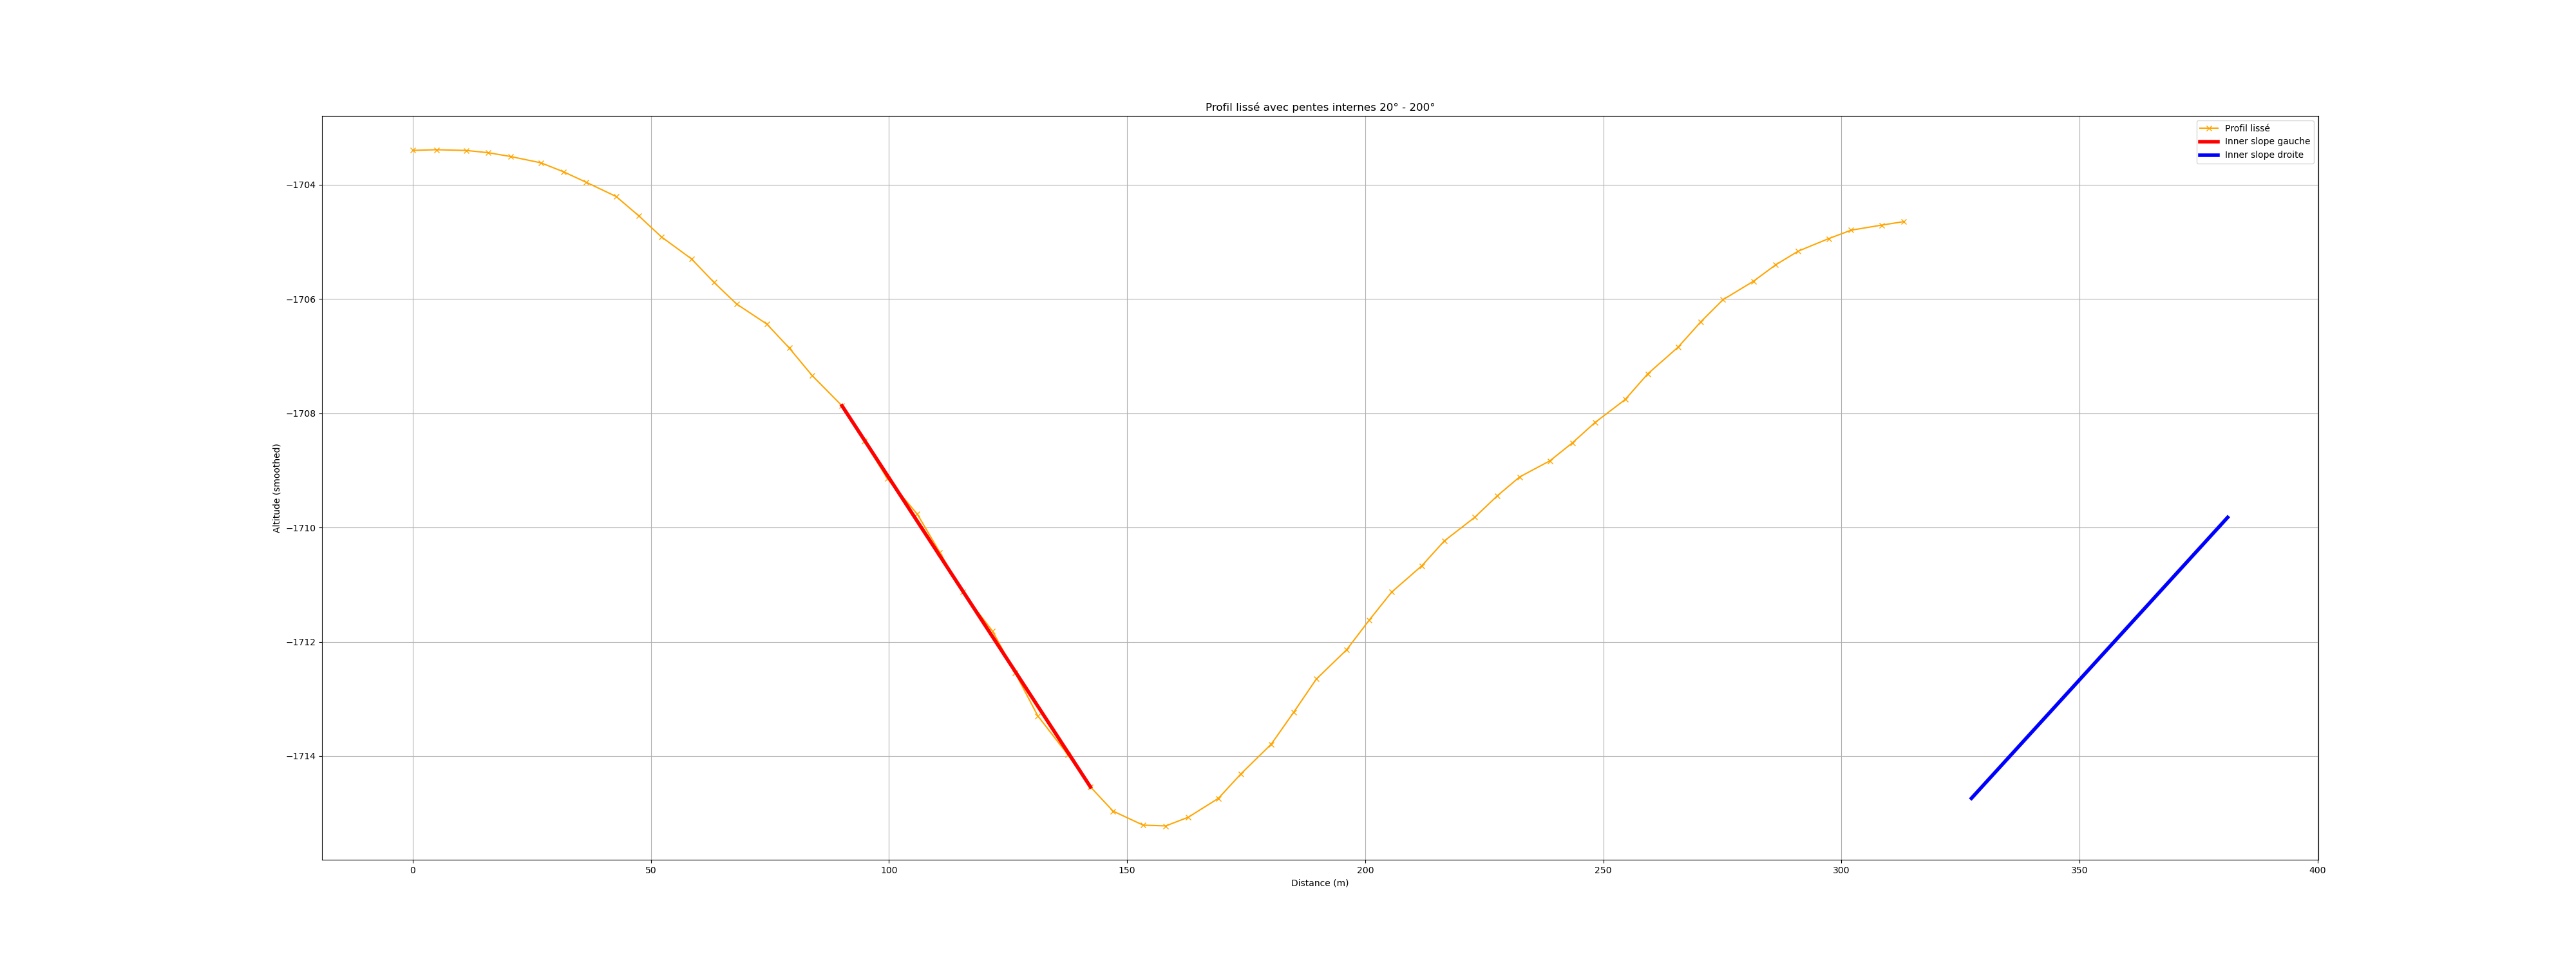 Profil lissé avec pentes internes 20° - 200°
Profil lissé
Inner slope gauche
Inner slope droite
Altitude (smoothed)
−1704
−1706
−1708
−1710
−1712
−1714
0 50 100 150 200 250 300 350 400
Distance (m)